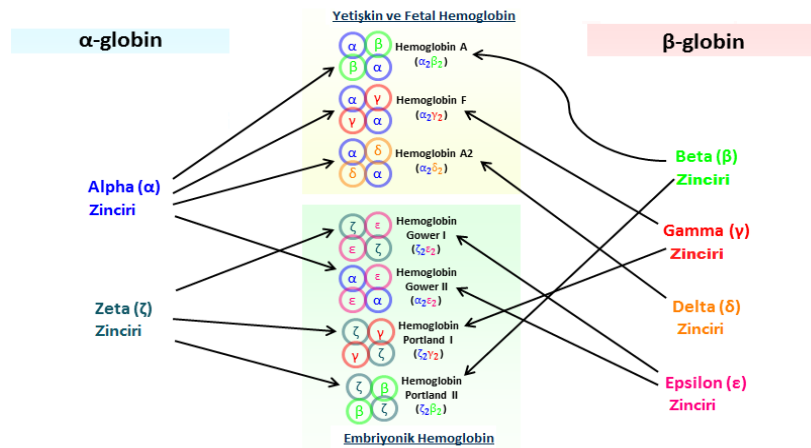 Yetişkin ve Fetal Hemoglobin
α-globin
β-globin
α β
β α
Hemoglobin A
(α₂β₂)
α γ
γ α
Hemoglobin F
(α₂γ₂)
α δ
δ α
Hemoglobin A2
(α₂δ₂)
Alpha (α)
Zinciri
Zeta (ζ)
Zinciri
ζ ε
ε ζ
Hemoglobin
Gower I
(ζ₂ε₂)
α ε
ε α
Hemoglobin
Gower II
(α₂ε₂)
ζ γ
γ ζ
Hemoglobin
Portland I
(ζ₂γ₂)
ζ β
β ζ
Hemoglobin
Portland II
(ζ₂β₂)
Embriyonik Hemoglobin
Beta (β)
Zinciri
Gamma (γ)
Zinciri
Delta (δ)
Zinciri
Epsilon (ε)
Zinciri